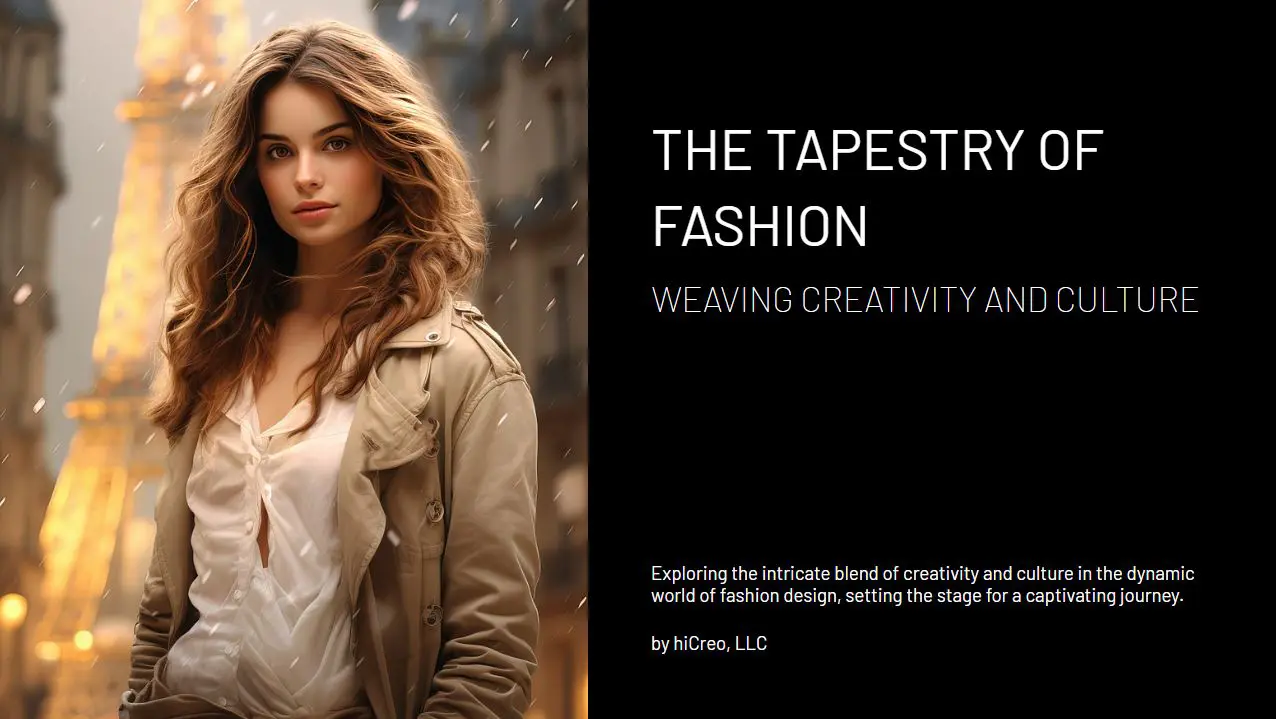 THE TAPESTRY OF
FASHION
WEAVING CREATIVITY AND CULTURE
Exploring the intricate blend of creativity and culture in the dynamic
world of fashion design, setting the stage for a captivating journey.
by hiCreo, LLC